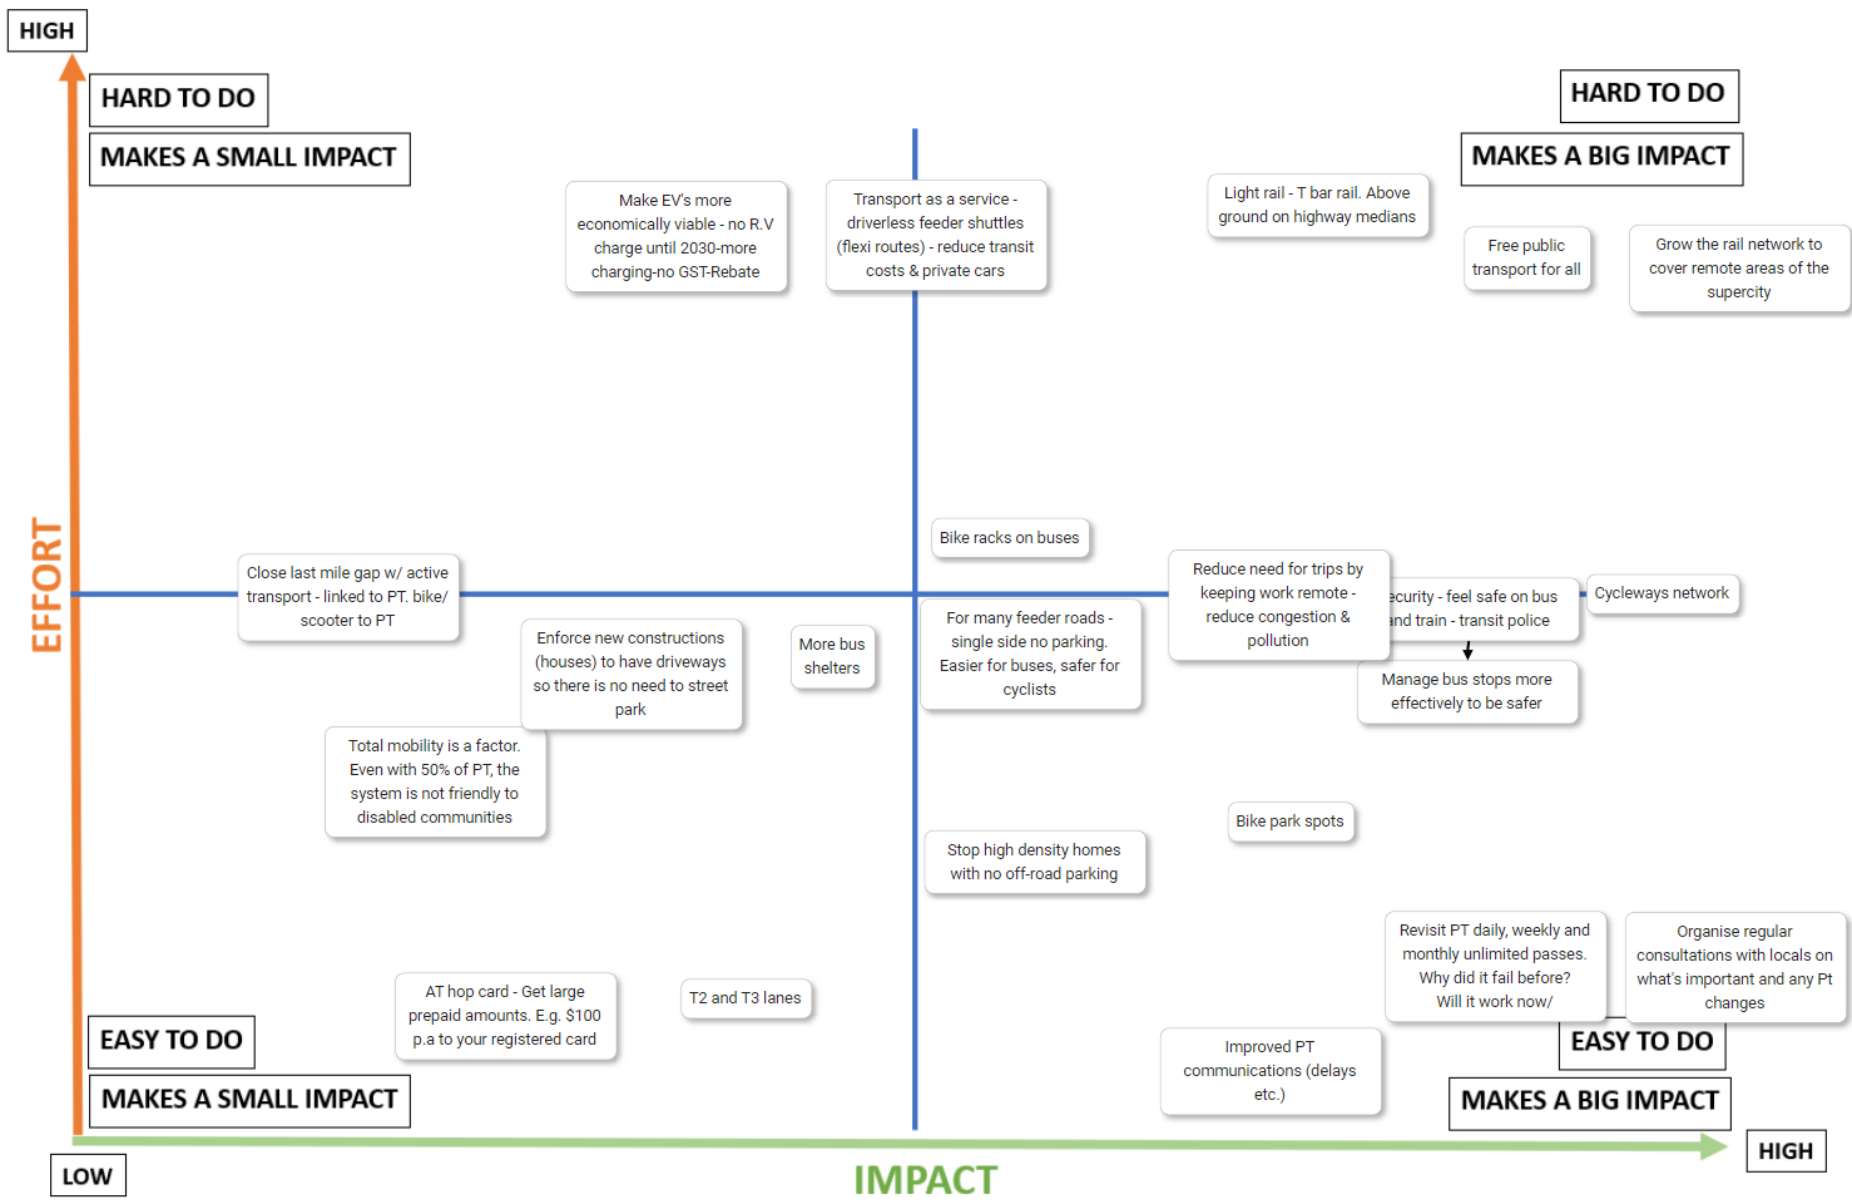 HIGH
HARD TO DO
MAKES A SMALL IMPACT
HARD TO DO
MAKES A BIG IMPACT
Make EV's more
economically viable - no R.V
charge until 2030-more
charging-no GST-Rebate
Transport as a service -
driverless feeder shuttles
(flexi routes) - reduce transit
costs & private cars
Light rail - T bar rail. Above
ground on highway medians
Free public
transport for all
Grow the rail network to
cover remote areas of the
supercity
EFFORT
Bike racks on buses
Close last mile gap w/ active
transport - linked to PT. bike/
scooter to PT
Reduce need for trips by
keeping work remote -
reduce congestion &
pollution
ecurity - feel safe on bus
and train - transit police
Cycleways network
Enforce new constructions
(houses) to have driveways
so there is no need to street
park
More bus
shelters
For many feeder roads -
single side no parking.
Easier for buses, safer for
cyclists
Manage bus stops more
effectively to be safer
Total mobility is a factor.
Even with 50% of PT, the
system is not friendly to
disabled communities
Bike park spots
Stop high density homes
with no off-road parking
Revisit PT daily, weekly and
monthly unlimited passes.
Why did it fail before?
Will it work now/
Organise regular
consultations with locals on
what's important and any Pt
changes
AT hop card - Get large
prepaid amounts. E.g. $100
p.a to your registered card
T2 and T3 lanes
Improved PT
communications (delays
etc.)
EASY TO DO
MAKES A SMALL IMPACT
EASY TO DO
MAKES A BIG IMPACT
LOW
IMPACT
HIGH